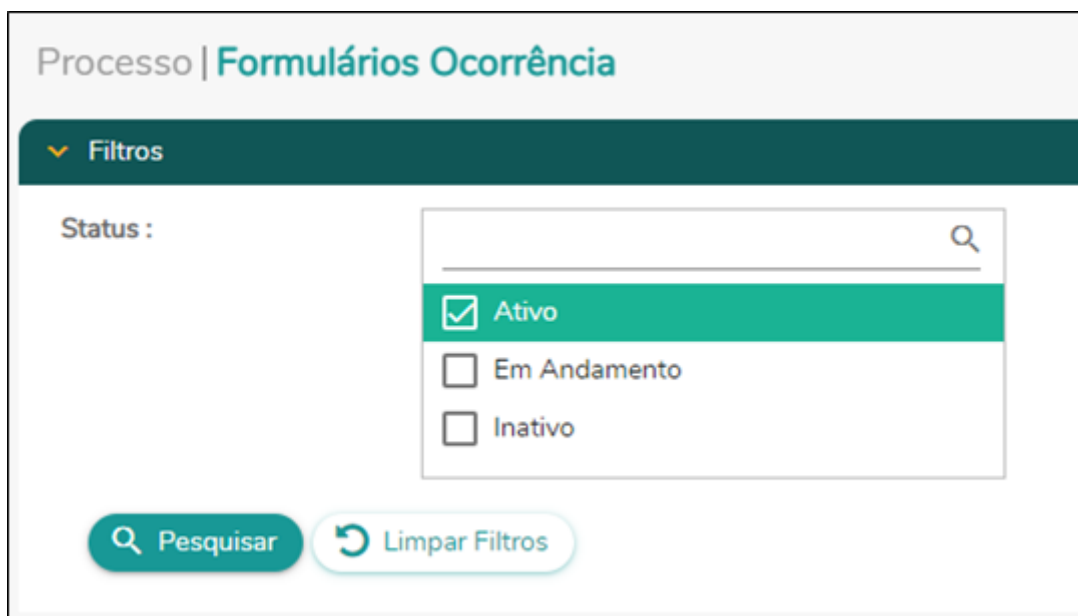 Processo | Formulários Ocorrência
Filtros
Status :
Ativo
Em Andamento
Inativo
Pesquisar Limpar Filtros